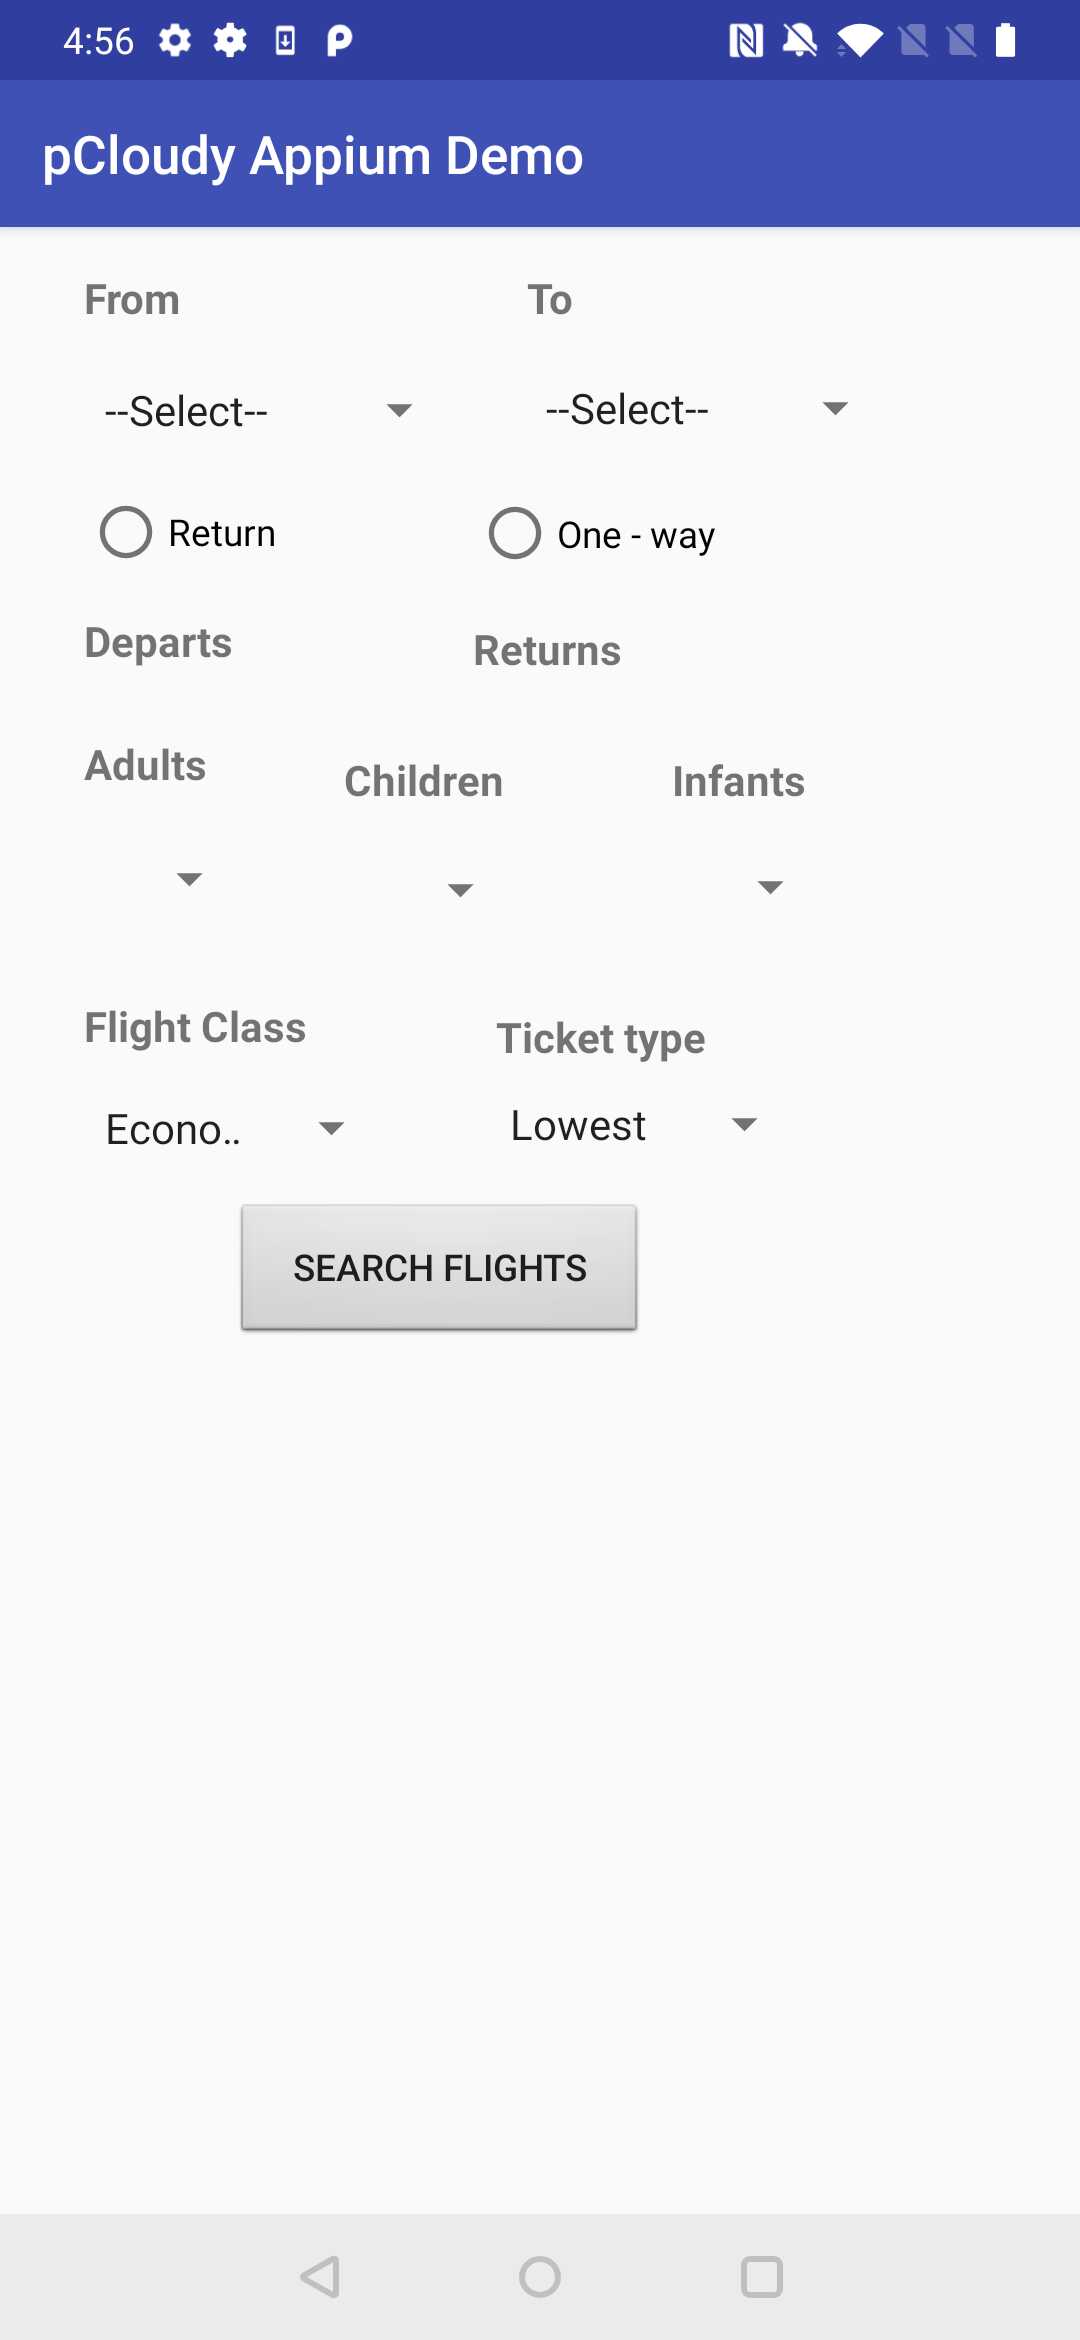 4:56
pCloudy Appium Demo
From To
--Select-- --Select--
Return One - way
Departs Returns
Adults Children Infants
Flight Class Ticket type
Econo.. Lowest
SEARCH FLIGHTS